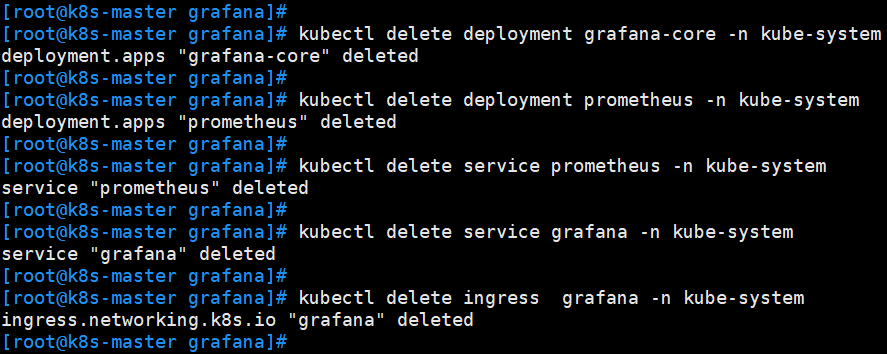 [root@k8s-master grafana]#
[root@k8s-master grafana]# kubectl delete deployment grafana-core -n kube-system
deployment.apps "grafana-core" deleted
[root@k8s-master grafana]#
[root@k8s-master grafana]# kubectl delete deployment prometheus -n kube-system
deployment.apps "prometheus" deleted
[root@k8s-master grafana]#
[root@k8s-master grafana]# kubectl delete service prometheus -n kube-system
service "prometheus" deleted
[root@k8s-master grafana]#
[root@k8s-master grafana]# kubectl delete service grafana -n kube-system
service "grafana" deleted
[root@k8s-master grafana]#
[root@k8s-master grafana]# kubectl delete ingress  grafana -n kube-system
ingress.networking.k8s.io "grafana" deleted
[root@k8s-master grafana]#